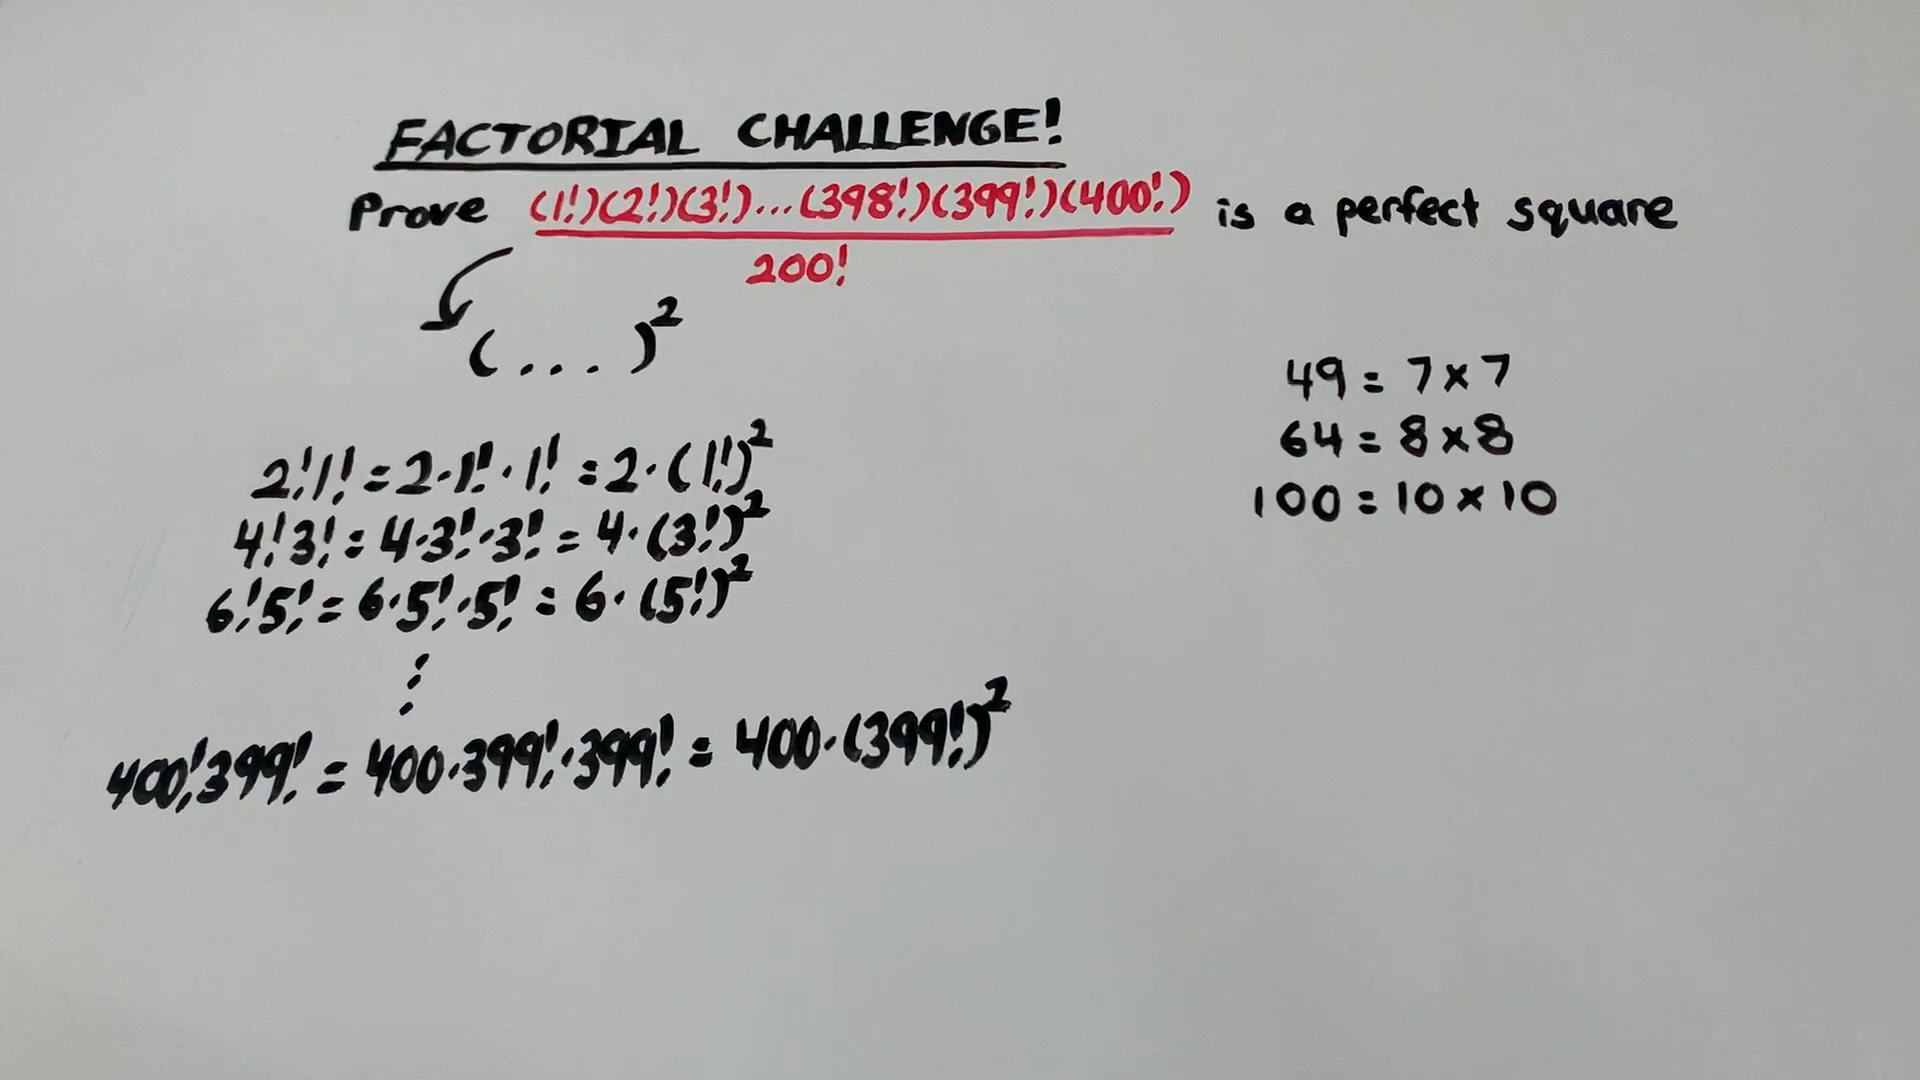 FACTORIAL CHALLENGE!
Prove (1!)(2!)(3!)...(398!)(399!)(400!) is a perfect square
200!
(... )²
49 = 7 x 7
64 = 8 x 8
100 = 10 x 10
2!1! = 2·1!·1! = 2·(1!)²
4!3! = 4·3!·3! = 4·(3!)²
6!5! = 6·5!·5! = 6·(5!)²
⋮
400!399! = 400·399!·399! = 400·(399!)²